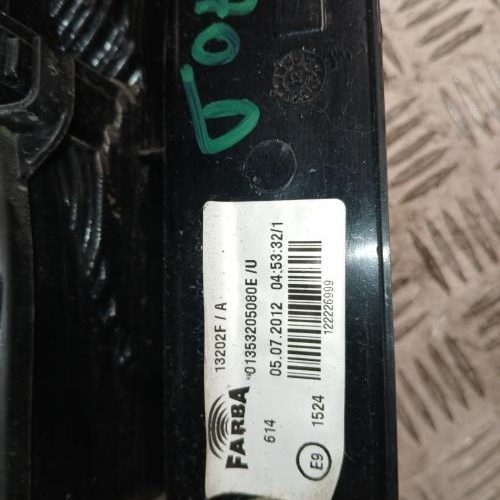 13202F / A
01353205080E /U
05.07.2012 04:53:32/1
122226999
FARBA
614
E9
1524